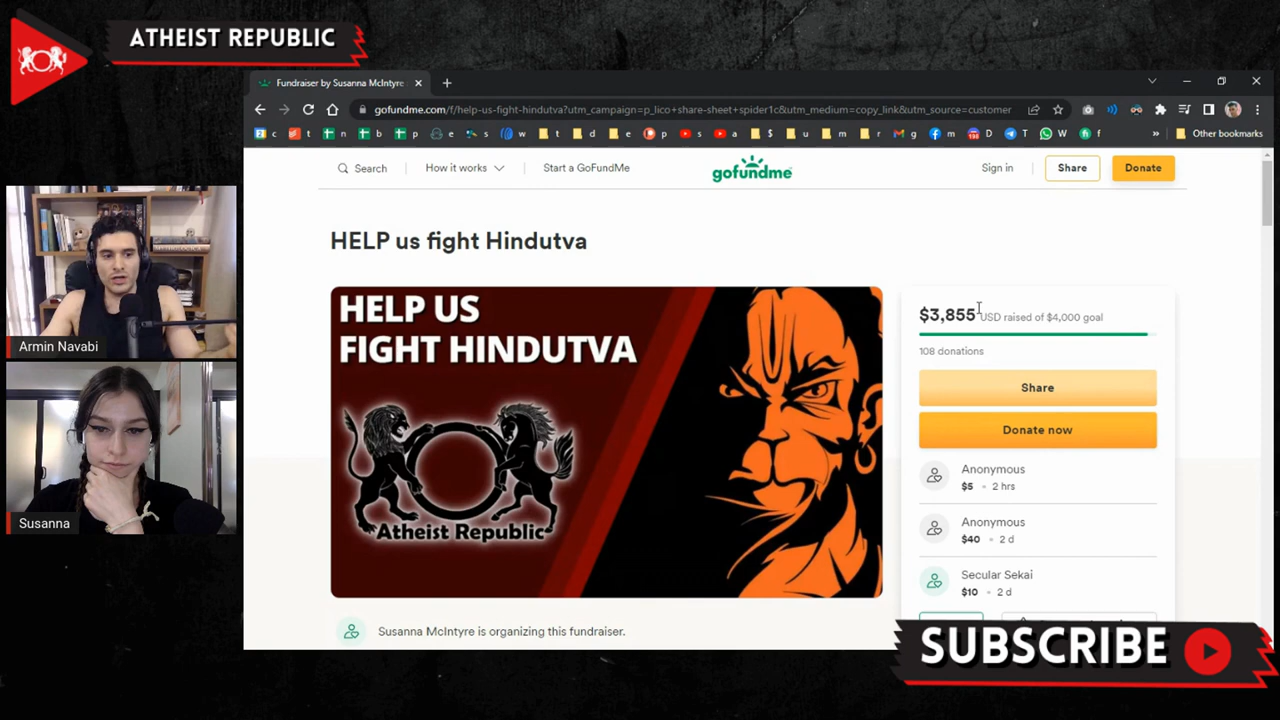 ATHEIST REPUBLIC
Fundraiser by Susanna McIntyre :
gofundme.com/f/help-us-fight-hindutva?utm_campaign=p_lico+share-sheet+spider1c&utm_medium=copy_link&utm_source=customer
c t n b p e s w t d e p s a $ u m r g m D T W f » Other bookmarks
Search
How it works
Start a GoFundMe
gofundme
Sign in
Share
Donate
HELP us fight Hindutva
HELP US
FIGHT HINDUTVA
Atheist Republic
$3,855 USD raised of $4,000 goal
108 donations
Share
Donate now
Anonymous
$5 • 2 hrs
Anonymous
$40 • 2 d
Secular Sekai
$10 • 2 d
Susanna McIntyre is organizing this fundraiser.
MYTHOLOGICA
Armin Navabi
Susanna
SUBSCRIBE